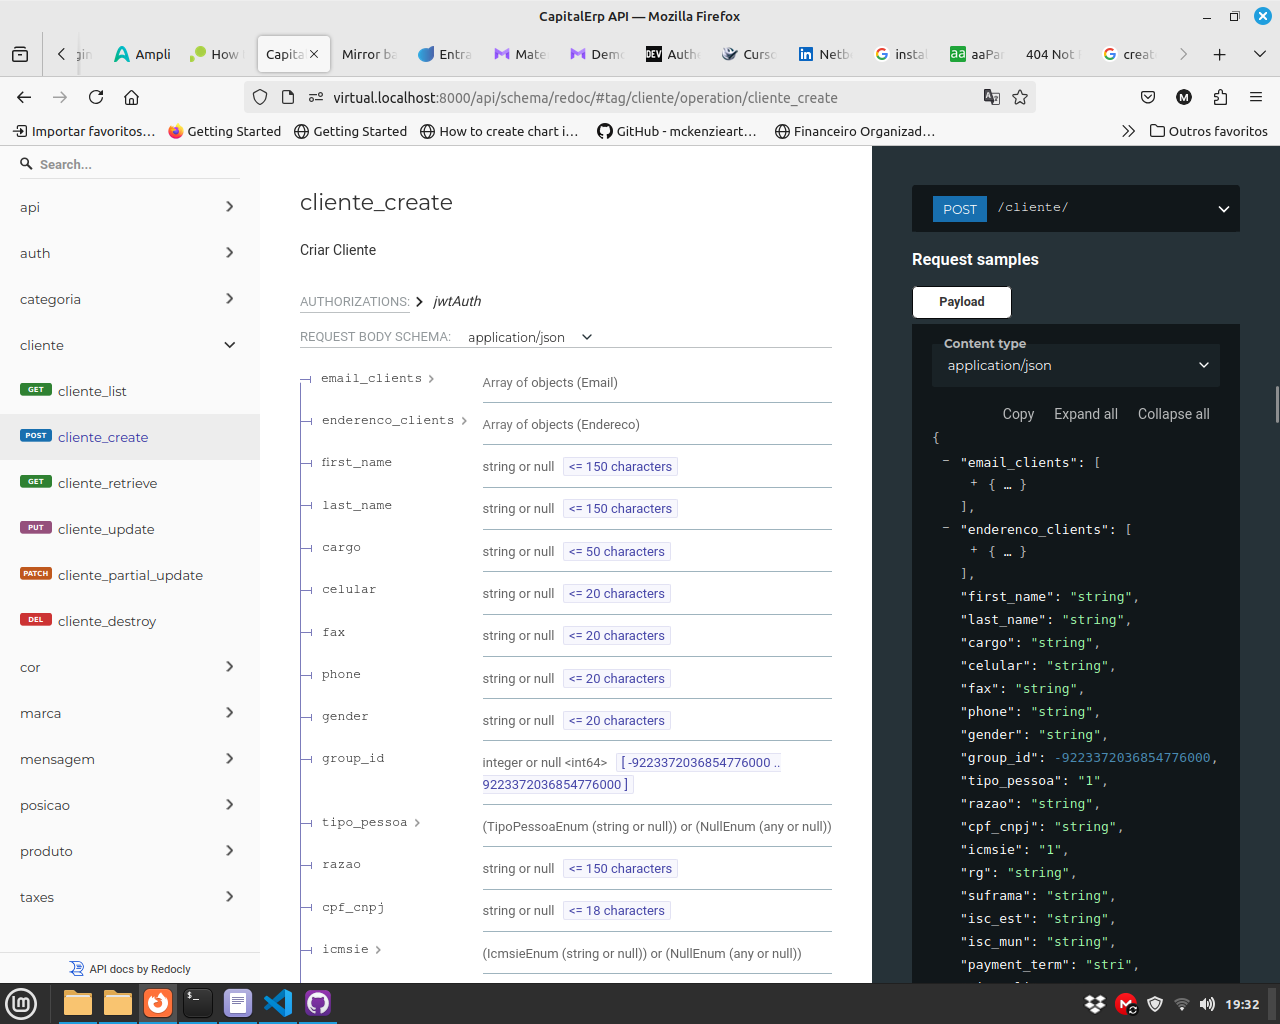 CapitalErp API — Mozilla Firefox
Ampli
How
Capita
Mirror ba
Entra
Mate
Demo
Auth
Curso
Netb
instal
aaPar
404 Not
creat
virtual.localhost:8000/api/schema/redoc/#tag/cliente/operation/cliente_create
Importar favoritos…
Getting Started
Getting Started
How to create chart i…
GitHub - mckenzieart…
Financeiro Organizad…
Outros favoritos
Search...
api
auth
categoria
cliente
GET cliente_list
POST cliente_create
GET cliente_retrieve
PUT cliente_update
PATCH cliente_partial_update
DEL cliente_destroy
cor
marca
mensagem
posicao
produto
taxes
API docs by Redocly
cliente_create
Criar Cliente
AUTHORIZATIONS: jwtAuth
REQUEST BODY SCHEMA: application/json
email_clients Array of objects (Email)
enderenco_clients Array of objects (Endereco)
first_name string or null <= 150 characters
last_name string or null <= 150 characters
cargo string or null <= 50 characters
celular string or null <= 20 characters
fax string or null <= 20 characters
phone string or null <= 20 characters
gender string or null <= 20 characters
group_id integer or null <int64> [ -9223372036854776000 ..
9223372036854776000 ]
tipo_pessoa (TipoPessoaEnum (string or null)) or (NullEnum (any or null))
razao string or null <= 150 characters
cpf_cnpj string or null <= 18 characters
icmsie (IcmsieEnum (string or null)) or (NullEnum (any or null))
POST /cliente/
Request samples
Payload
Content type
application/json
Copy Expand all Collapse all
{
− "email_clients": [
+ { … }
],
− "enderenco_clients": [
+ { … }
],
"first_name": "string",
"last_name": "string",
"cargo": "string",
"celular": "string",
"fax": "string",
"phone": "string",
"gender": "string",
"group_id": -9223372036854776000,
"tipo_pessoa": "1",
"razao": "string",
"cpf_cnpj": "string",
"icmsie": "1",
"rg": "string",
"suframa": "string",
"isc_est": "string",
"isc_mun": "string",
"payment_term": "stri",
19:32